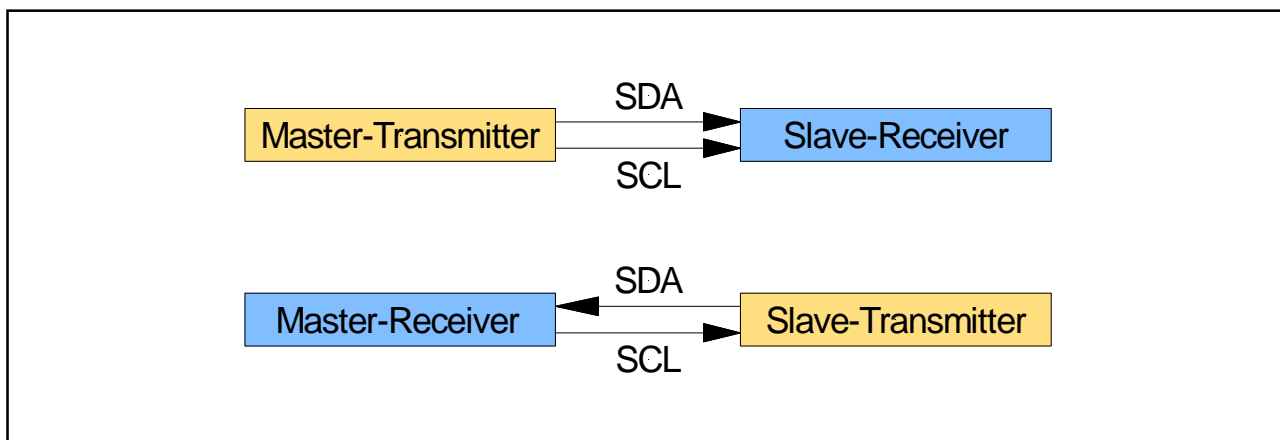 SDA
Master-Transmitter
Slave-Receiver
SCL
SDA
Master-Receiver
Slave-Transmitter
SCL